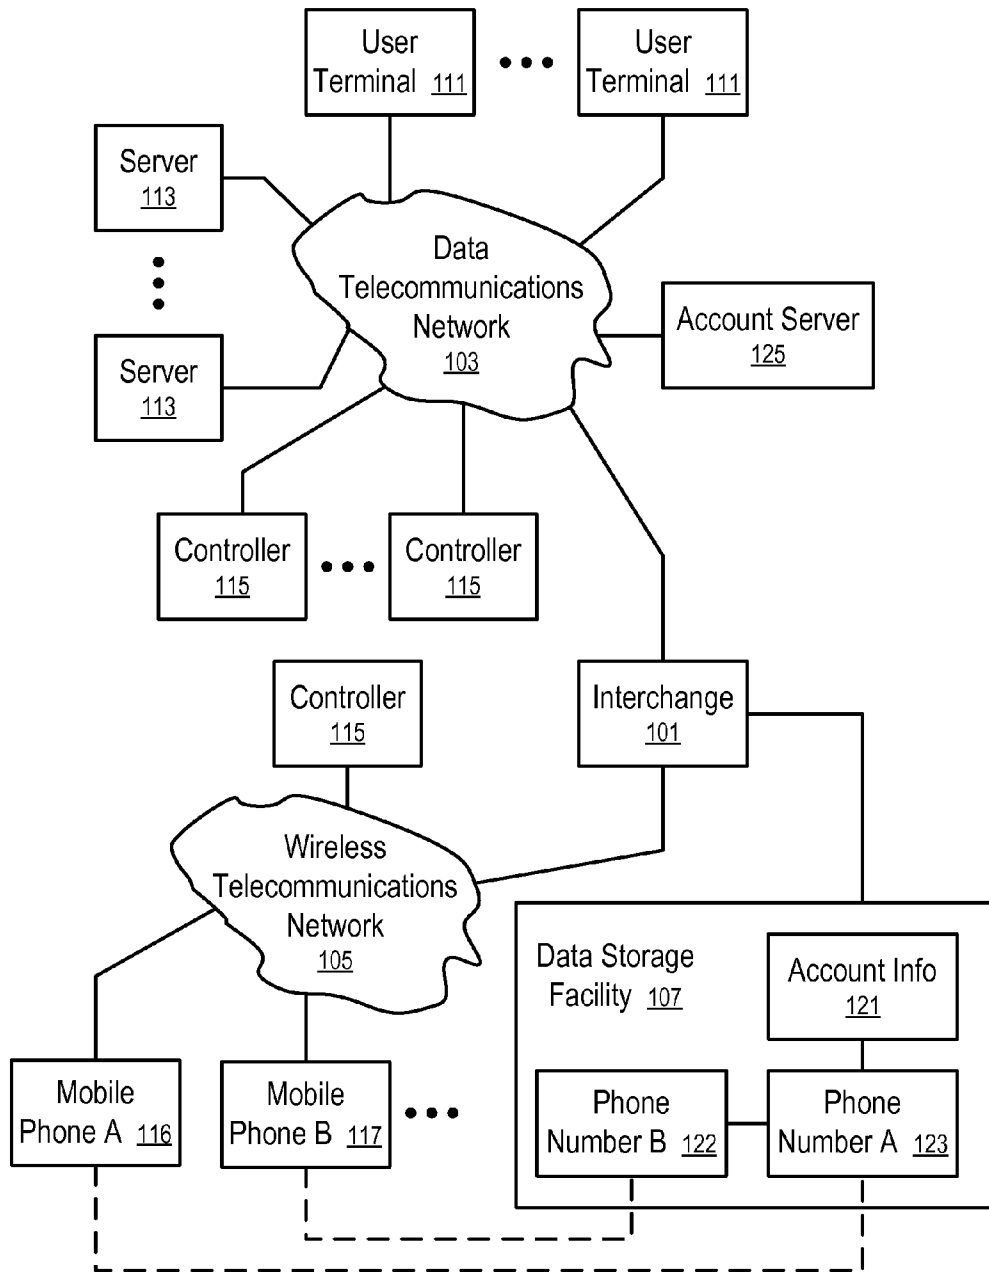 User
Terminal 111
User
Terminal 111
Server
113
Data
Telecommunications
Network
103
Account Server
125
Server
113
Controller
115
Controller
115
Controller
115
Interchange
101
Wireless
Telecommunications
Network
105
Data Storage
Facility 107
Account Info
121
Mobile
Phone A 116
Mobile
Phone B 117
Phone
Number B 122
Phone
Number A 123